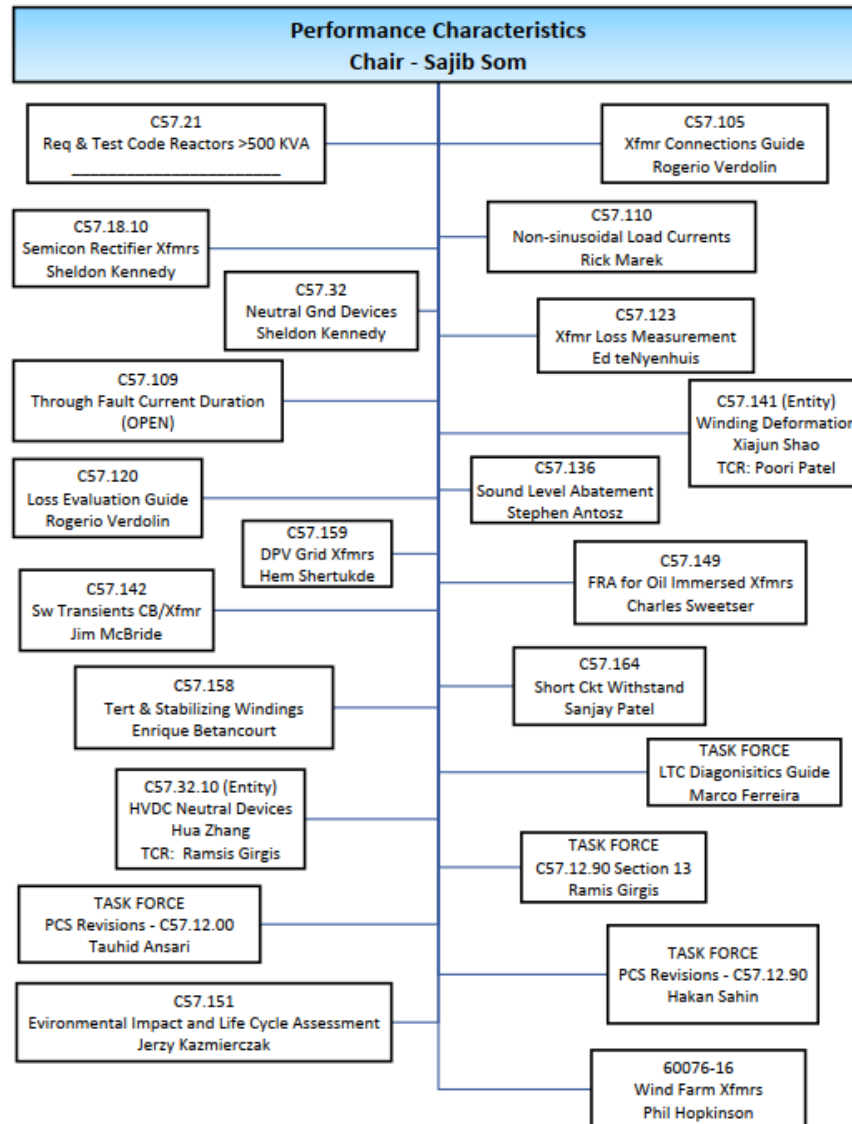 Performance Characteristics
Chair - Sajib Som
C57.21
Req & Test Code Reactors >500 KVA
_______________________
C57.105
Xfmr Connections Guide
Rogerio Verdolin
C57.18.10
Semicon Rectifier Xfmrs
Sheldon Kennedy
C57.110
Non-sinusoidal Load Currents
Rick Marek
C57.32
Neutral Gnd Devices
Sheldon Kennedy
C57.123
Xfmr Loss Measurement
Ed teNyenhuis
C57.109
Through Fault Current Duration
(OPEN)
C57.141 (Entity)
Winding Deformation
Xiajun Shao
TCR: Poori Patel
C57.120
Loss Evaluation Guide
Rogerio Verdolin
C57.136
Sound Level Abatement
Stephen Antosz
C57.159
DPV Grid Xfmrs
Hem Shertukde
C57.149
FRA for Oil Immersed Xfmrs
Charles Sweetser
C57.142
Sw Transients CB/Xfmr
Jim McBride
C57.164
Short Ckt Withstand
Sanjay Patel
C57.158
Tert & Stabilizing Windings
Enrique Betancourt
TASK FORCE
LTC Diagonisitics Guide
Marco Ferreira
C57.32.10 (Entity)
HVDC Neutral Devices
Hua Zhang
TCR: Ramsis Girgis
TASK FORCE
C57.12.90 Section 13
Ramis Girgis
TASK FORCE
PCS Revisions - C57.12.00
Tauhid Ansari
TASK FORCE
PCS Revisions - C57.12.90
Hakan Sahin
C57.151
Evironmental Impact and Life Cycle Assessment
Jerzy Kazmierczak
60076-16
Wind Farm Xfmrs
Phil Hopkinson